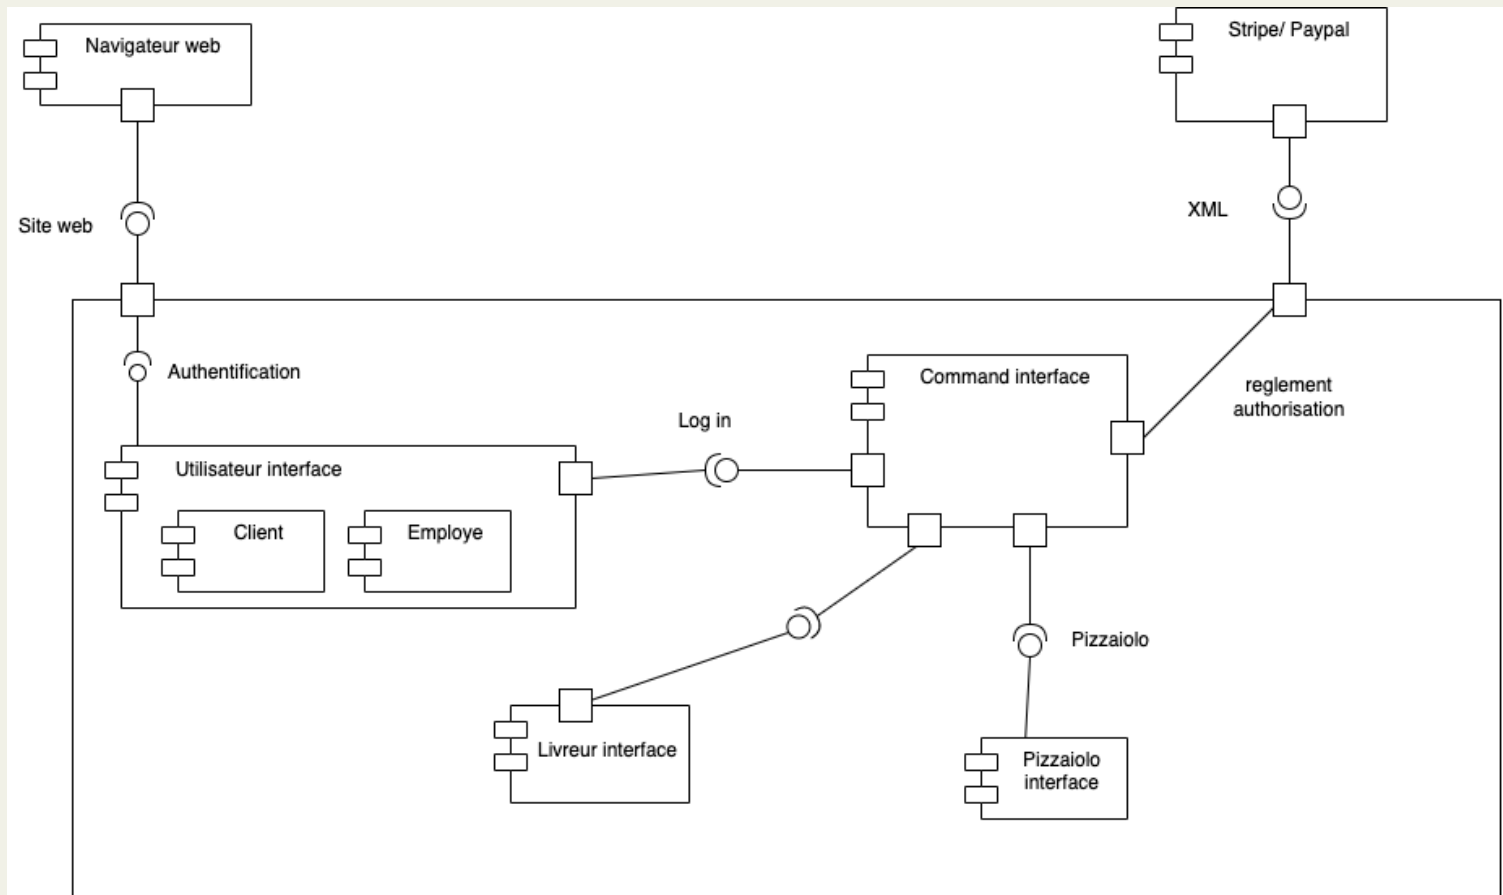 Navigateur web
Stripe/ Paypal
Site web
XML
Authentification
Command interface
reglement
authorisation
Log in
Utilisateur interface
Client
Employe
Pizzaiolo
Livreur interface
Pizzaiolo
interface